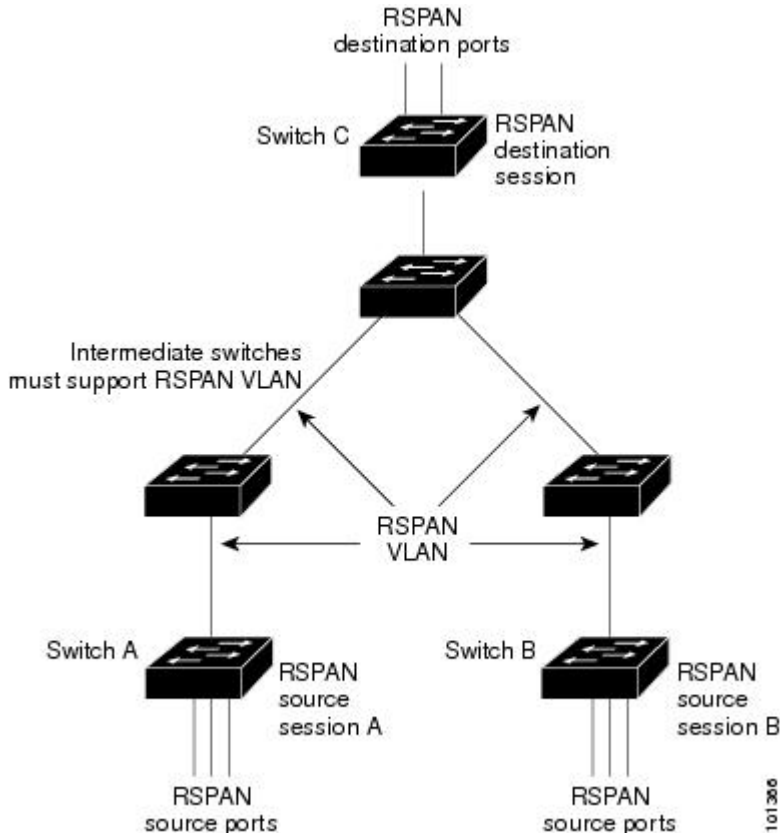 RSPAN
destination ports
Switch C
RSPAN
destination
session
Intermediate switches
must support RSPAN VLAN
RSPAN
VLAN
Switch A
RSPAN
source
session A
Switch B
RSPAN
source
session B
RSPAN
source ports
RSPAN
source ports
101366